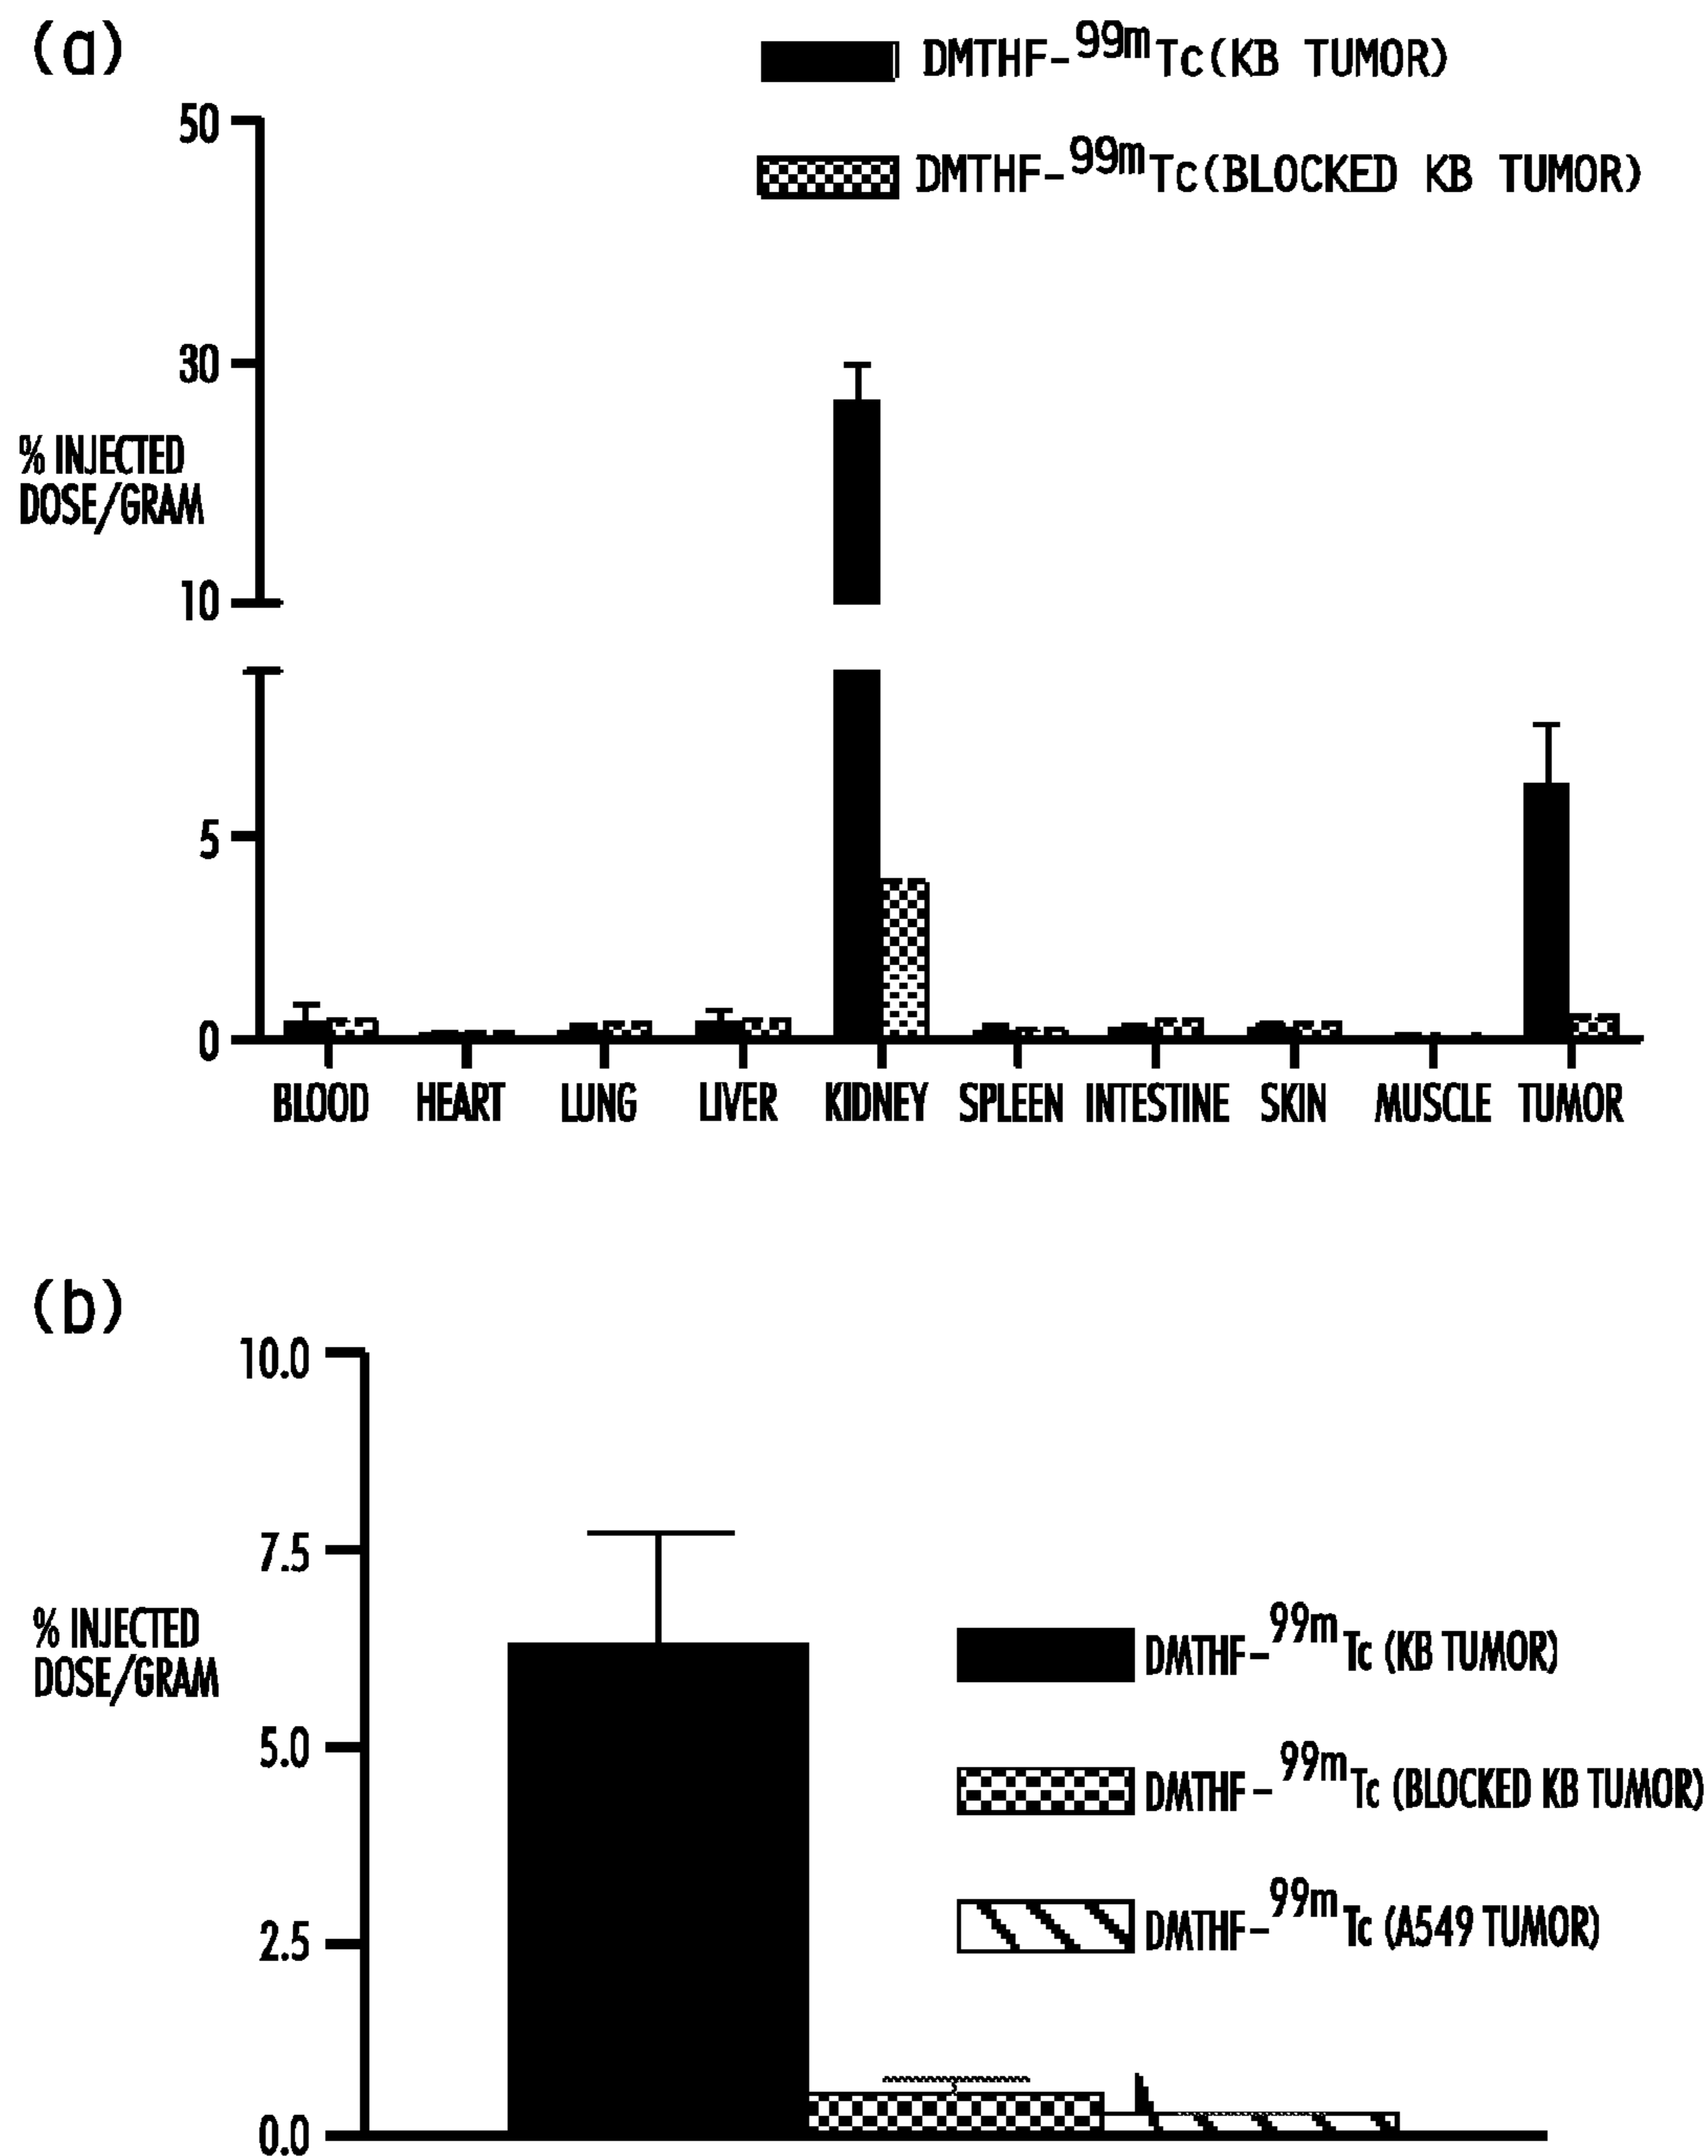 (a)
DMTHF-99mTc(KB TUMOR)
DMTHF-99mTc(BLOCKED KB TUMOR)
50
30
% INJECTED
DOSE/GRAM
10
5
0
BLOOD HEART LUNG LIVER KIDNEY SPLEEN INTESTINE SKIN MUSCLE TUMOR
(b)
10.0
7.5
% INJECTED
DOSE/GRAM
DMTHF-99mTc (KB TUMOR)
5.0
DMTHF-99mTc (BLOCKED KB TUMOR)
2.5
DMTHF-99mTc (A549 TUMOR)
0.0